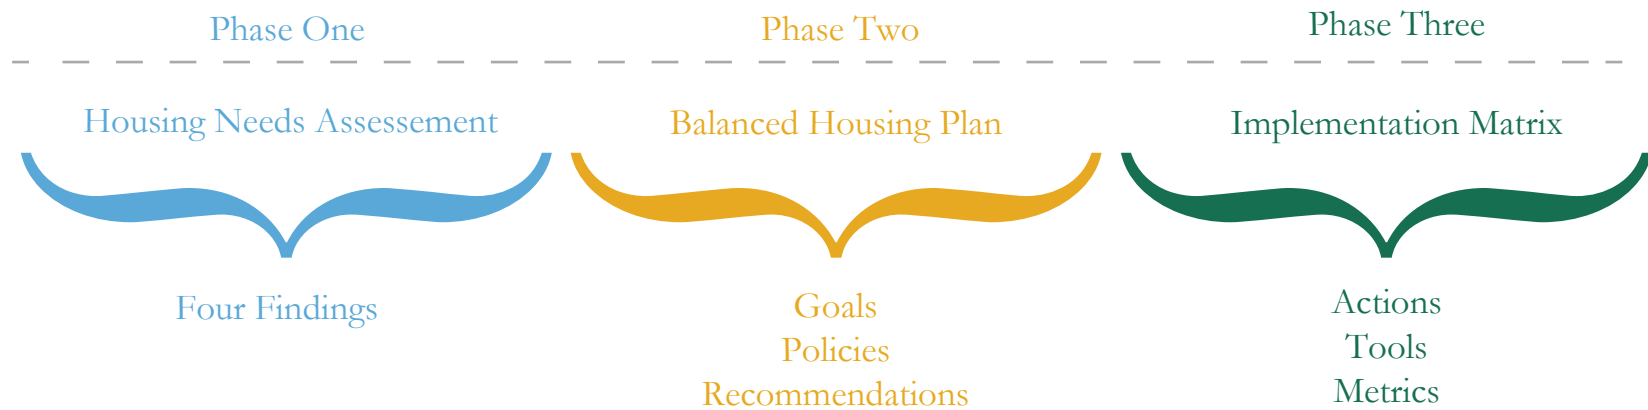 Phase One
Phase Two
Phase Three
Housing Needs Assessement
Balanced Housing Plan
Implementation Matrix
Four Findings
Goals
Policies
Recommendations
Actions
Tools
Metrics